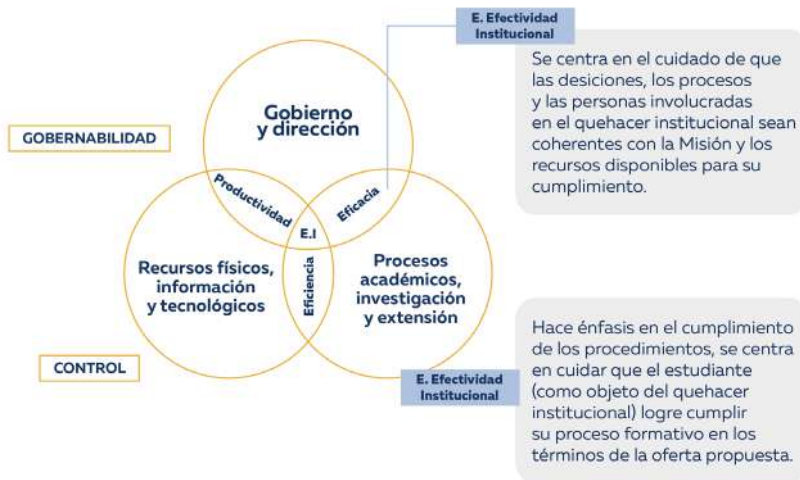 E. Efectividad
Institucional
Se centra en el cuidado de que
las desiciones, los procesos
y las personas involucradas
en el quehacer institucional sean
coherentes con la Misión y los
recursos disponibles para su
cumplimiento.
Gobierno
y dirección
GOBERNABILIDAD
Productividad
Eficacia
E.I
Eficiencia
Recursos físicos,
información
y tecnológicos
Procesos
académicos,
investigación
y extensión
CONTROL
E. Efectividad
Institucional
Hace énfasis en el cumplimiento
de los procedimientos, se centra
en cuidar que el estudiante
(como objeto del quehacer
institucional) logre cumplir
su proceso formativo en los
términos de la oferta propuesta.